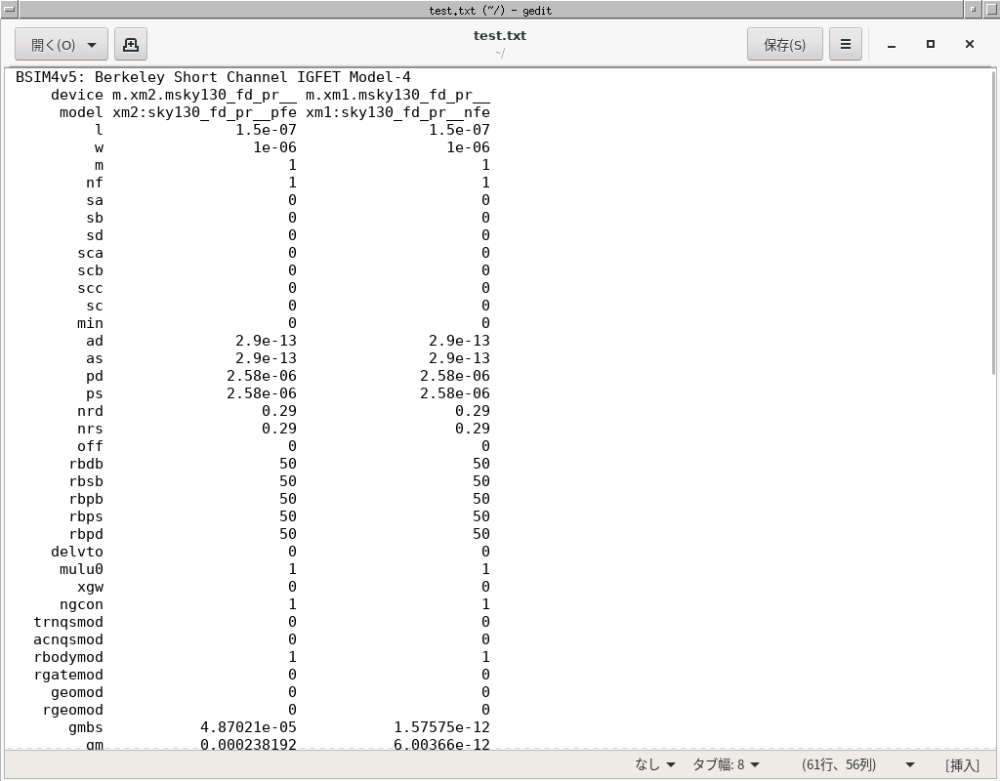 test.txt (~/) - gedit
開く(O)
test.txt
~/
保存(S)
BSIM4v5: Berkeley Short Channel IGFET Model-4
device m.xm2.msky130_fd_pr__ m.xm1.msky130_fd_pr__
model xm2:sky130_fd_pr__pfe xm1:sky130_fd_pr__nfe
l 1.5e-07 1.5e-07
w 1e-06 1e-06
m 1 1
nf 1 1
sa 0 0
sb 0 0
sd 0 0
sca 0 0
scb 0 0
scc 0 0
sc 0 0
min 0 0
ad 2.9e-13 2.9e-13
as 2.9e-13 2.9e-13
pd 2.58e-06 2.58e-06
ps 2.58e-06 2.58e-06
nrd 0.29 0.29
nrs 0.29 0.29
off 0 0
rbdb 50 50
rbsb 50 50
rbpb 50 50
rbps 50 50
rbpd 50 50
delvto 0 0
mulu0 1 1
xgw 0 0
ngcon 1 1
trnqsmod 0 0
acnqsmod 0 0
rbodymod 1 1
rgatemod 0 0
geomod 0 0
rgeomod 0 0
gmbs 4.87021e-05 1.57575e-12
gm 0.000238192 6.00366e-12
なし タブ幅: 8 (61行、56列) [挿入]